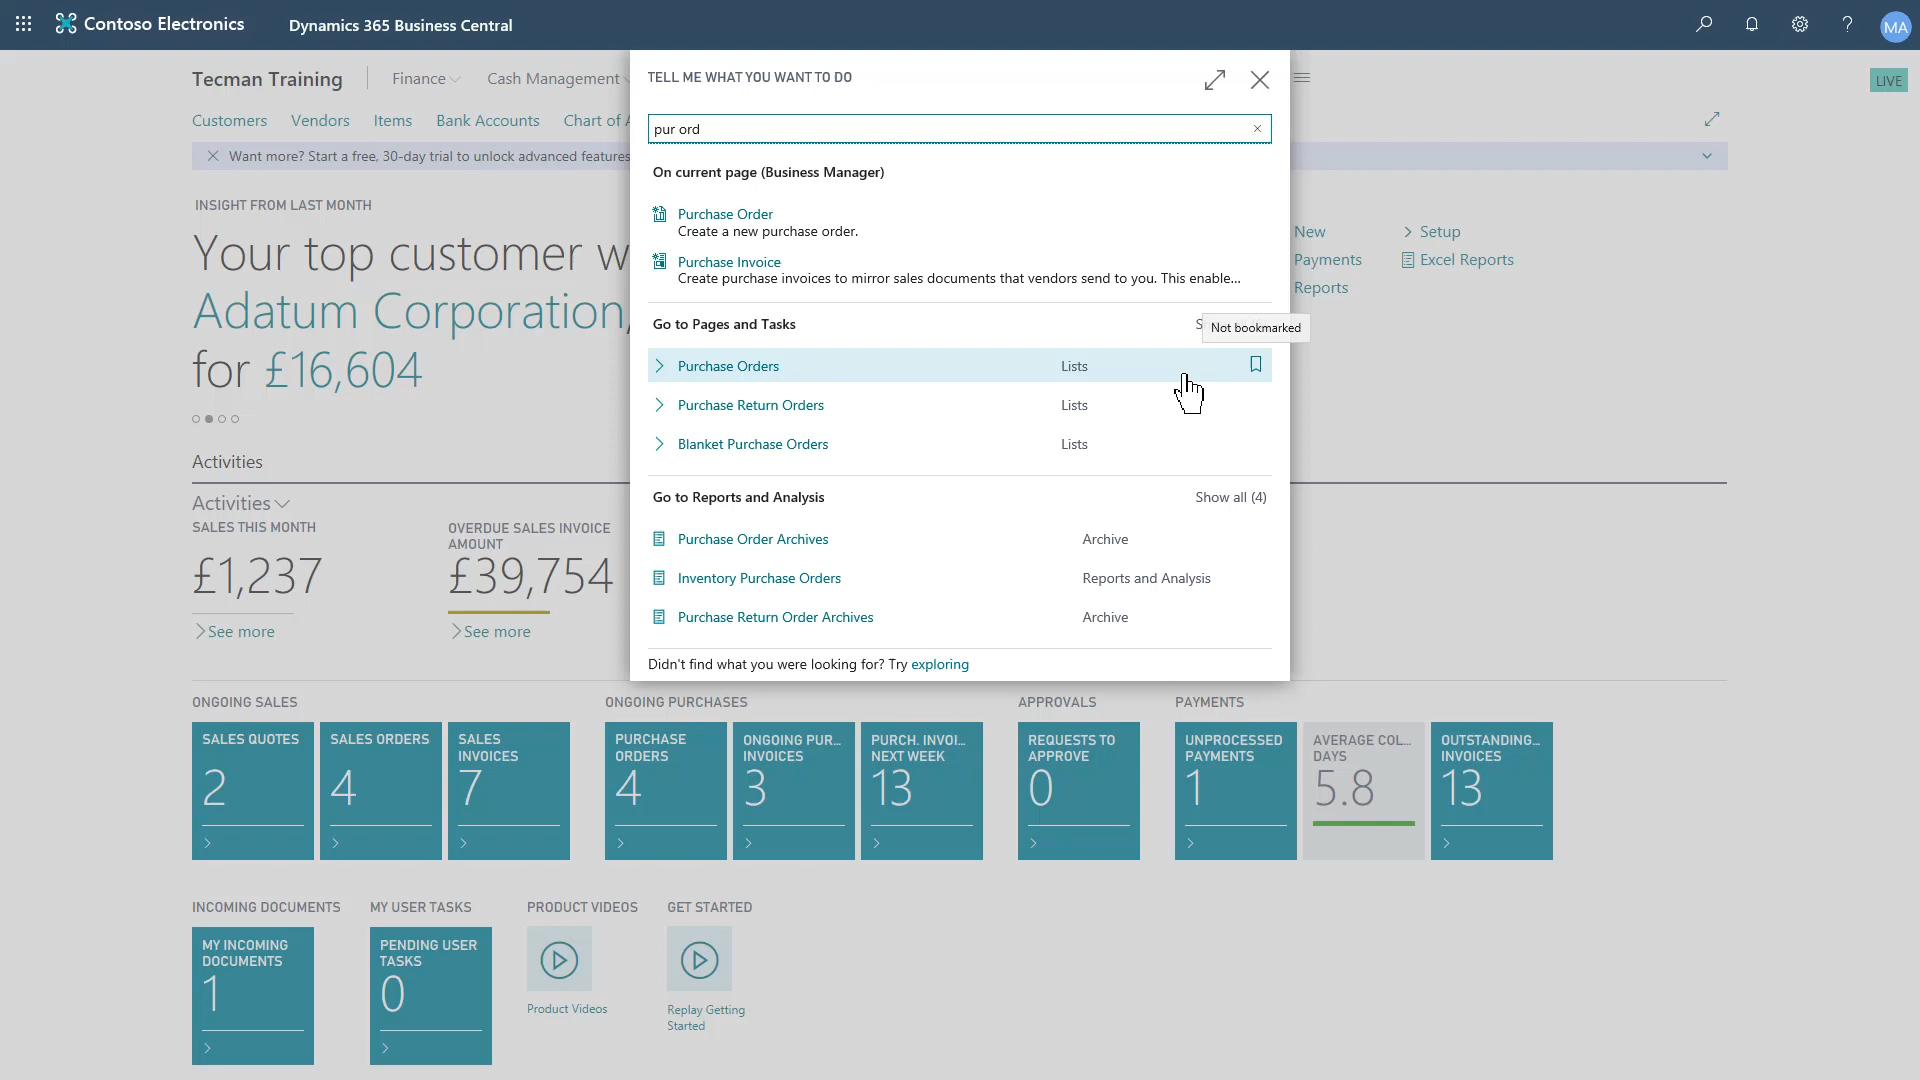 Contoso Electronics
Dynamics 365 Business Central
MA
Tecman Training
Finance
Cash Management
LIVE
Customers
Vendors
Items
Bank Accounts
Chart of
Want more? Start a free, 30-day trial to unlock advanced features
INSIGHT FROM LAST MONTH
Your top customer w
Adatum Corporation,
for £16,604
New
Payments
Reports
Setup
Excel Reports
TELL ME WHAT YOU WANT TO DO
pur ord
On current page (Business Manager)
Purchase Order
Create a new purchase order.
Purchase Invoice
Create purchase invoices to mirror sales documents that vendors send to you. This enable...
Go to Pages and Tasks
Not bookmarked
Purchase Orders Lists
Purchase Return Orders Lists
Blanket Purchase Orders Lists
Go to Reports and Analysis Show all (4)
Purchase Order Archives Archive
Inventory Purchase Orders Reports and Analysis
Purchase Return Order Archives Archive
Didn't find what you were looking for? Try exploring
Activities
Activities
SALES THIS MONTH
£1,237
See more
OVERDUE SALES INVOICE
AMOUNT
£39,754
See more
ONGOING SALES
SALES QUOTES
2
SALES ORDERS
4
SALES
INVOICES
7
ONGOING PURCHASES
PURCHASE
ORDERS
4
ONGOING PUR...
INVOICES
3
PURCH. INVOI...
NEXT WEEK
13
APPROVALS
REQUESTS TO
APPROVE
0
PAYMENTS
UNPROCESSED
PAYMENTS
1
AVERAGE COL...
DAYS
5.8
OUTSTANDING...
INVOICES
13
INCOMING DOCUMENTS
MY INCOMING
DOCUMENTS
1
MY USER TASKS
PENDING USER
TASKS
0
PRODUCT VIDEOS
Product Videos
GET STARTED
Replay Getting
Started